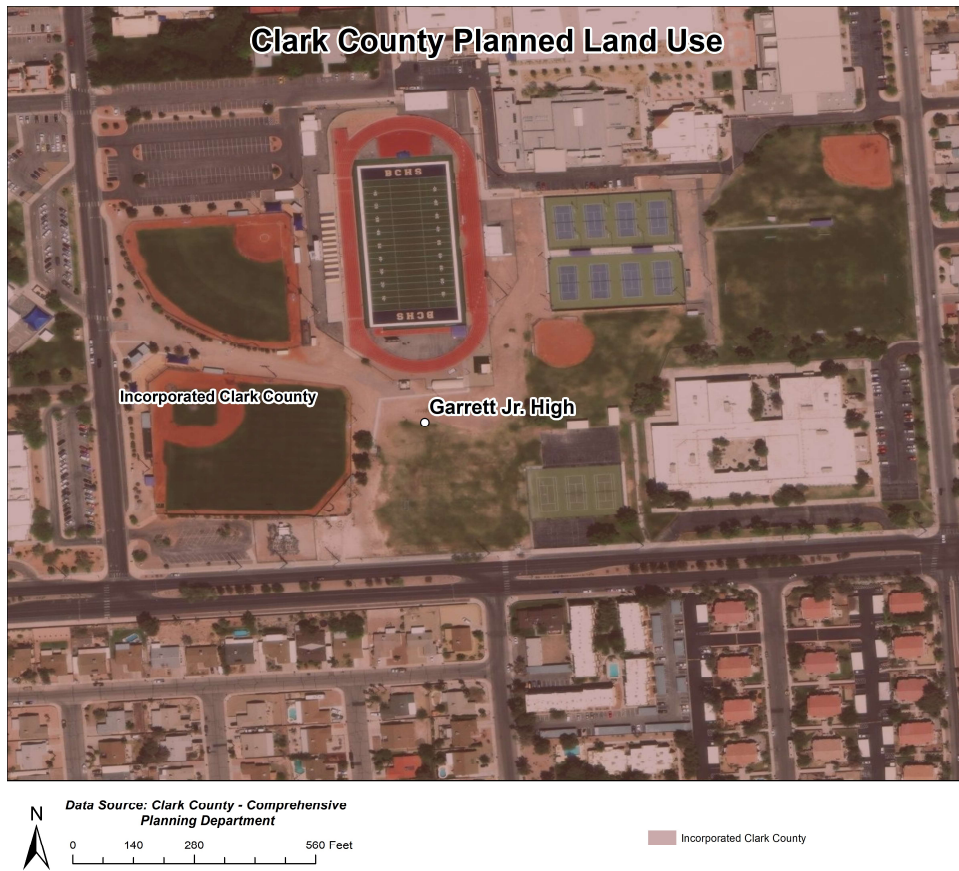 Clark County Planned Land Use
BCHS
BCHS
Incorporated Clark County
Garrett Jr. High
N
Data Source: Clark County - Comprehensive
Planning Department
0 140 280 560 Feet
Incorporated Clark County